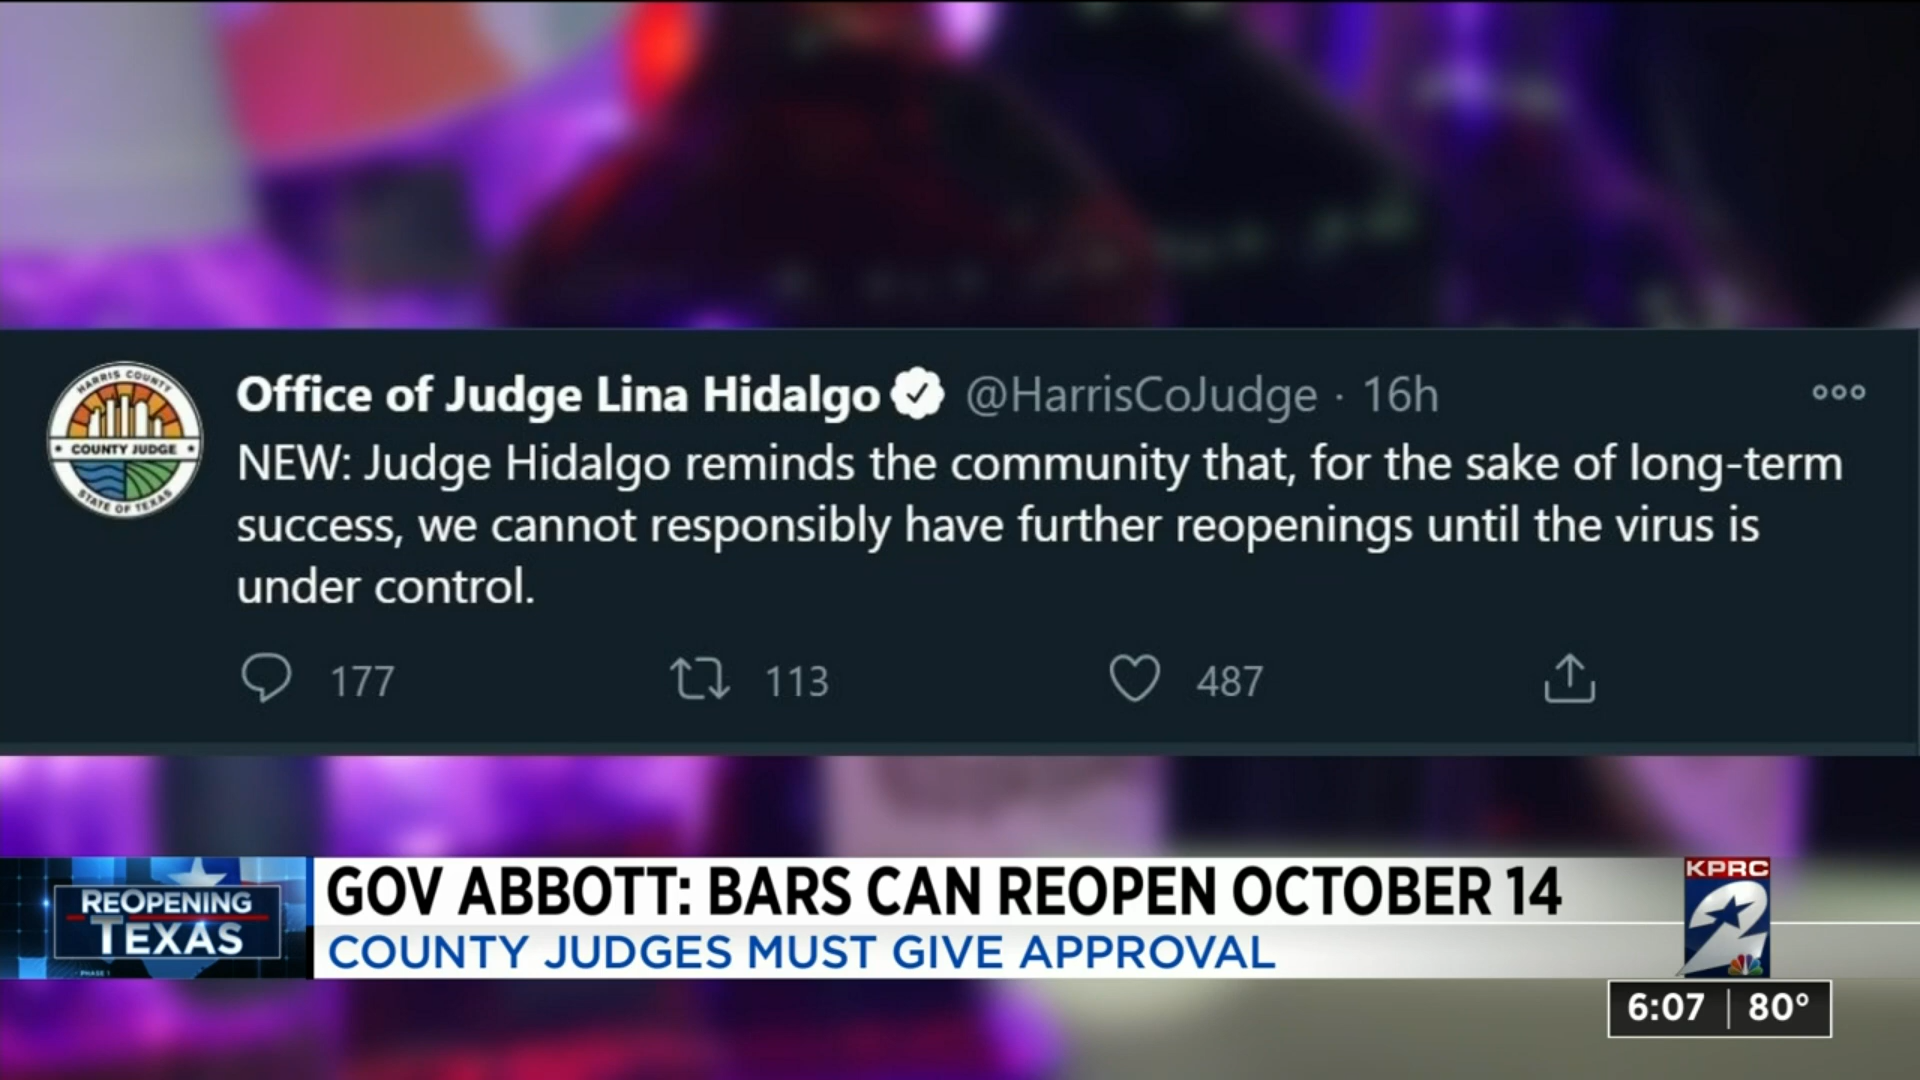 HARRIS COUNTY
COUNTY JUDGE
STATE OF TEXAS
Office of Judge Lina Hidalgo @HarrisCoJudge · 16h
NEW: Judge Hidalgo reminds the community that, for the sake of long-term
success, we cannot responsibly have further reopenings until the virus is
under control.
177 113 487
REOPENING
TEXAS
PHASE 1
GOV ABBOTT: BARS CAN REOPEN OCTOBER 14
COUNTY JUDGES MUST GIVE APPROVAL
KPRC
2
6:07 | 80°